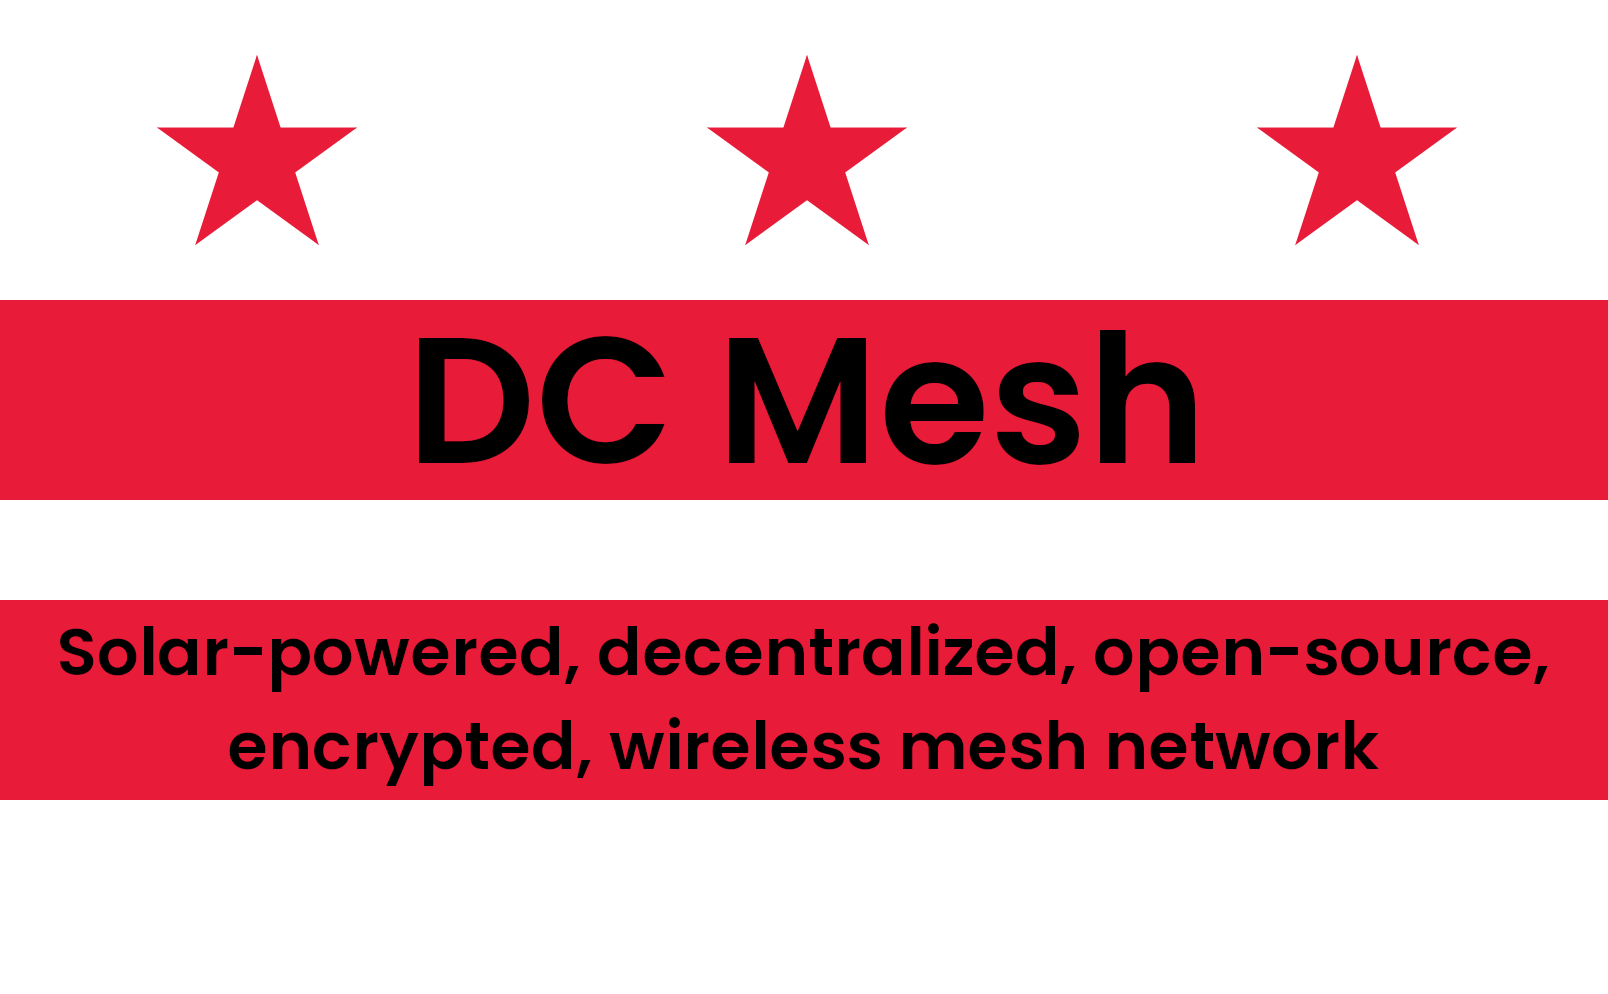 DC Mesh
Solar-powered, decentralized, open-source,
encrypted, wireless mesh network